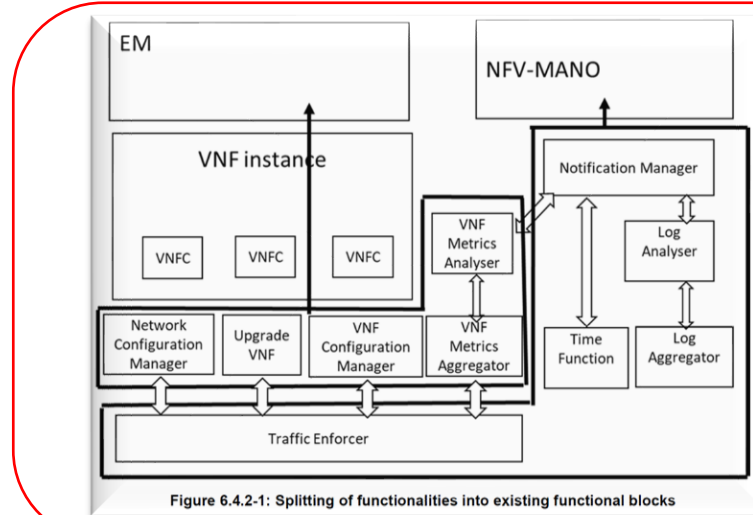 EM
NFV-MANO
VNF instance
VNFC
VNFC
VNFC
VNF
Metrics
Analyser
Notification Manager
Log
Analyser
Network
Configuration
Manager
Upgrade
VNF
VNF
Configuration
Manager
VNF
Metrics
Aggregator
Time
Function
Log
Aggregator
Traffic Enforcer
Figure 6.4.2-1: Splitting of functionalities into existing functional blocks